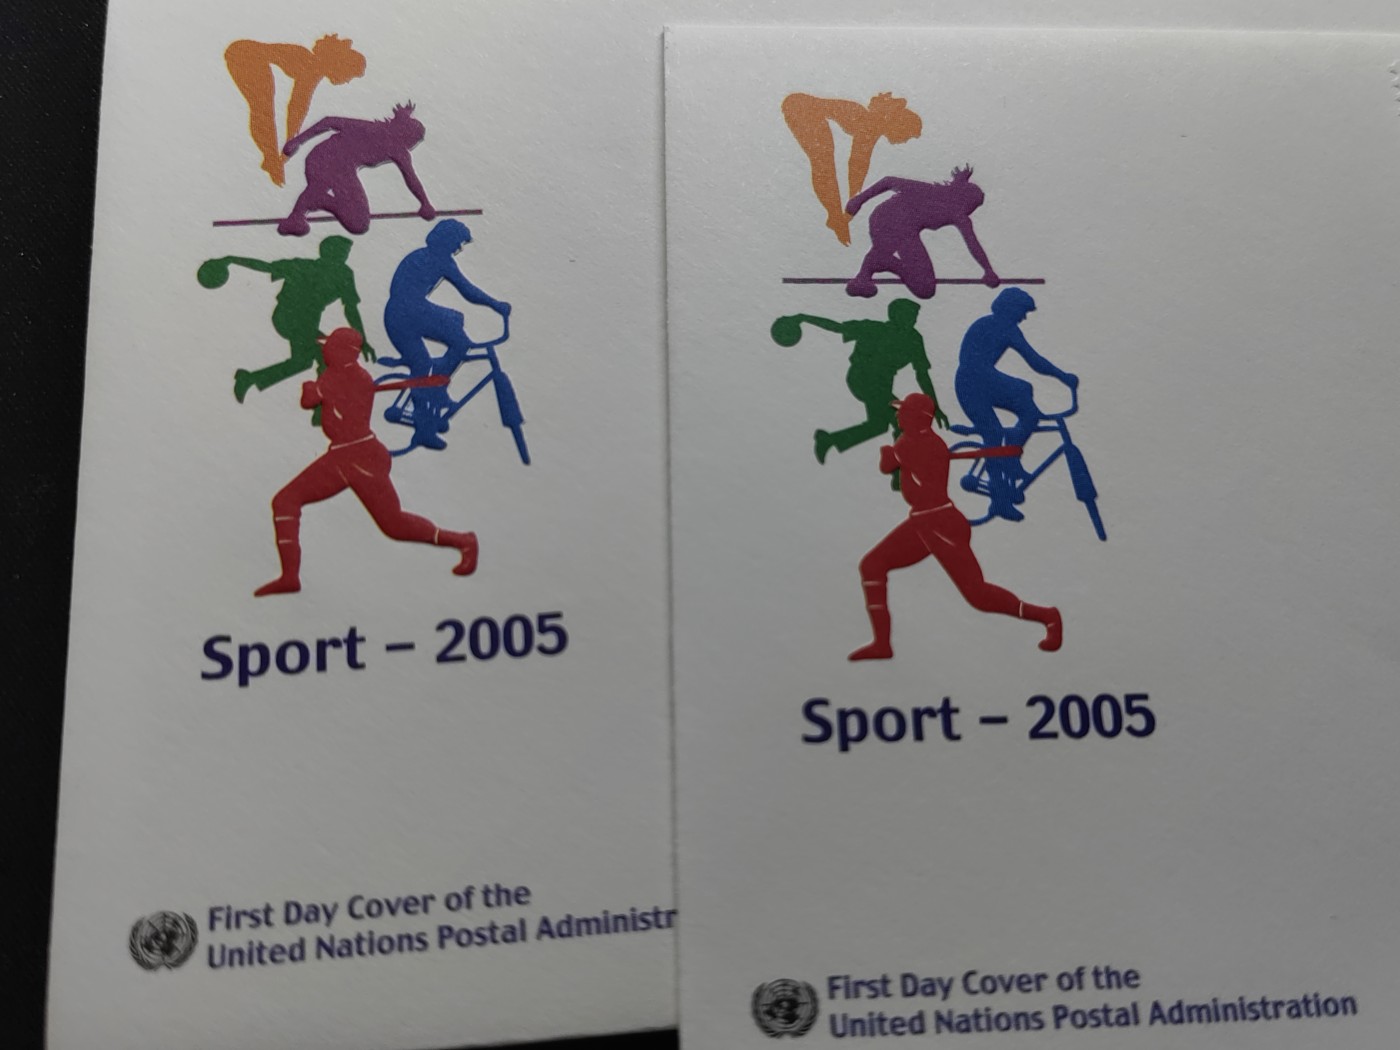 Sport – 2005
First Day Cover of the
United Nations Postal Administr
Sport – 2005
First Day Cover of the
United Nations Postal Administration